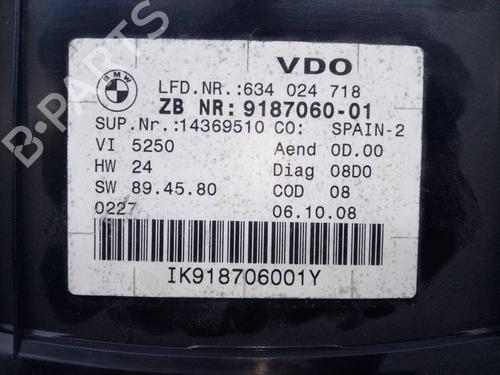 BMW
VDO
LFD.NR.:634 024 718
ZB NR: 9187060-01
SUP.Nr.:14369510 CO: SPAIN-2
VI 5250 Aend 0D.00
HW 24 Diag 08D0
SW 89.45.80 COD 08
0227 06.10.08
IK918706001Y
B-PARTS